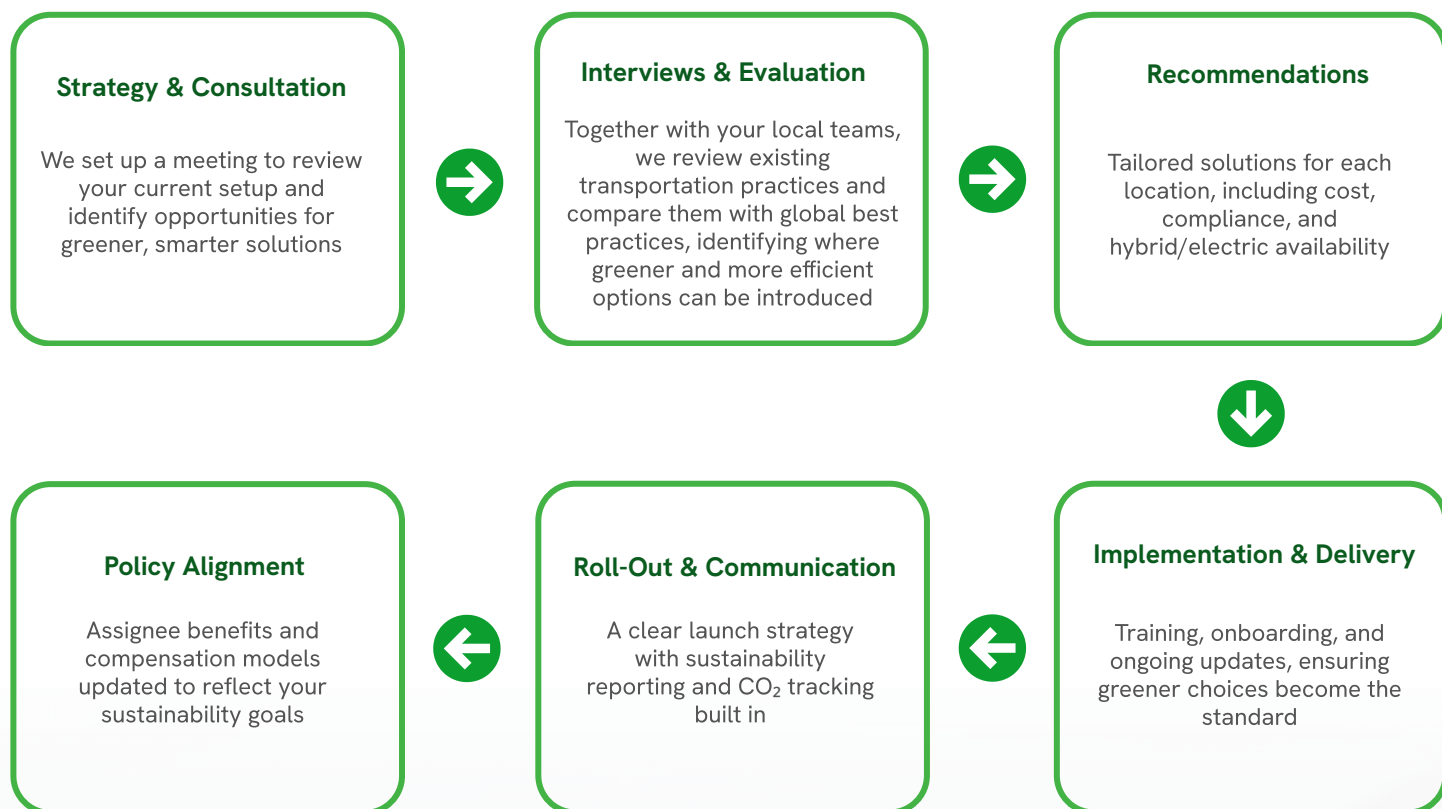 Strategy & Consultation
We set up a meeting to review
your current setup and
identify opportunities for
greener, smarter solutions
Interviews & Evaluation
Together with your local teams,
we review existing
transportation practices and
compare them with global best
practices, identifying where
greener and more efficient
options can be introduced
Recommendations
Tailored solutions for each
location, including cost,
compliance, and
hybrid/electric availability
Implementation & Delivery
Training, onboarding, and
ongoing updates, ensuring
greener choices become the
standard
Roll-Out & Communication
A clear launch strategy
with sustainability
reporting and CO₂ tracking
built in
Policy Alignment
Assignee benefits and
compensation models
updated to reflect your
sustainability goals